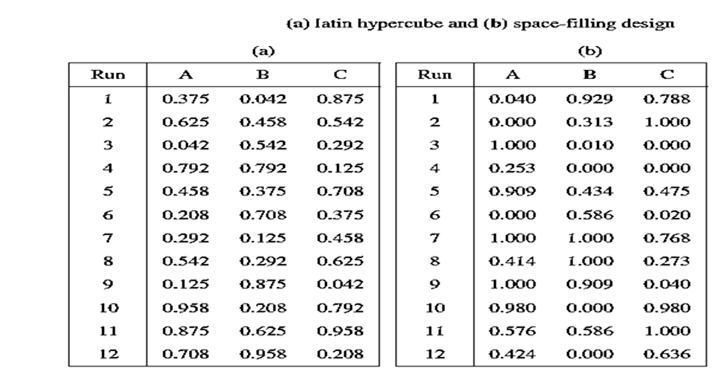 (a) latin hypercube and (b) space-filling design
(a) (b)
Run A B C Run A B C
1 0.375 0.042 0.875 1 0.040 0.929 0.788
2 0.625 0.458 0.542 2 0.000 0.313 1.000
3 0.042 0.542 0.292 3 1.000 0.010 0.000
4 0.792 0.792 0.125 4 0.253 0.000 0.000
5 0.458 0.375 0.708 5 0.909 0.434 0.475
6 0.208 0.708 0.375 6 0.000 0.586 0.020
7 0.292 0.125 0.458 7 1.000 1.000 0.768
8 0.542 0.292 0.625 8 0.414 1.000 0.273
9 0.125 0.875 0.042 9 1.000 0.909 0.040
10 0.958 0.208 0.792 10 0.980 0.000 0.980
11 0.875 0.625 0.958 11 0.576 0.586 1.000
12 0.708 0.958 0.208 12 0.424 0.000 0.636